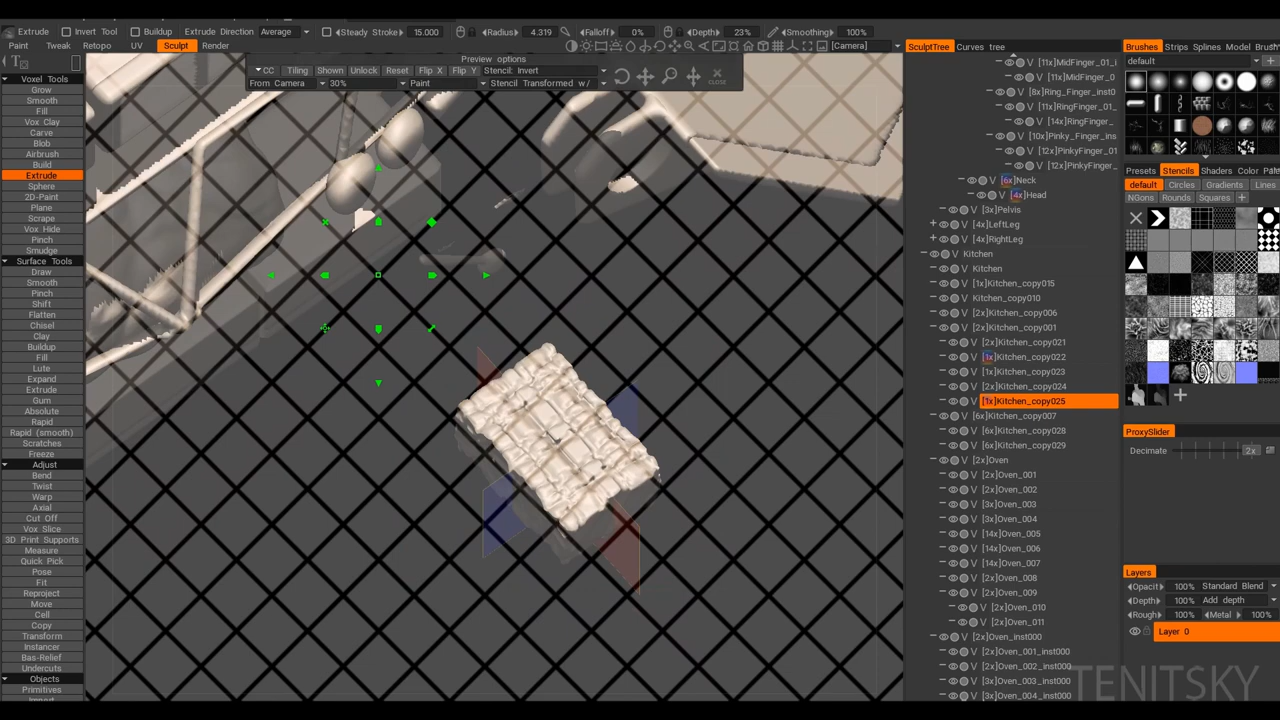 Extrude Invert Tool Buildup Extrude Direction Average Steady Stroke 15.000 Radius 4.319 Falloff 0% Depth 23% Smoothing 100%
Paint Tweak Retopo UV Sculpt Render [Camera]
SculptTree Curves tree
Brushes Strips Splines Model
default
Preview options
CC Tiling Shown Unlock Reset Flip X Flip Y Stencil: Invert
From Camera 30% Paint Stencil Transformed w/
CLOSE
Voxel Tools
Grow
Smooth
Fill
Vox Clay
Carve
Blob
Airbrush
Build
Extrude
Sphere
2D-Paint
Plane
Scrape
Vox Hide
Pinch
Smudge
Surface Tools
Draw
Smooth
Pinch
Shift
Flatten
Chisel
Clay
Buildup
Fill
Lute
Expand
Extrude
Gum
Absolute
Rapid
Rapid (smooth)
Scratches
Freeze
Adjust
Bend
Twist
Warp
Axial
Cut Off
Vox Slice
3D Print Supports
Measure
Quick Pick
Pose
Fit
Reproject
Move
Cell
Copy
Transform
Instancer
Bas-Relief
Undercuts
Objects
Primitives
V [11x]MidFinger_01_i
V [11x]MidFinger_0
V [8x]Ring_Finger_inst0
V [11x]RingFinger_01_
V [14x]RingFinger_
V [10x]Pinky_Finger_ins
V [12x]PinkyFinger_01
V [12x]PinkyFinger_
V [6x]Neck
V [4x]Head
V [3x]Pelvis
V [4x]LeftLeg
V [4x]RightLeg
V Kitchen
V Kitchen
V [1x]Kitchen_copy015
V Kitchen_copy010
V [2x]Kitchen_copy006
V [2x]Kitchen_copy001
V [2x]Kitchen_copy021
V [1x]Kitchen_copy022
V [1x]Kitchen_copy023
V [2x]Kitchen_copy024
V [1x]Kitchen_copy025
V [6x]Kitchen_copy007
V [6x]Kitchen_copy028
V [6x]Kitchen_copy029
V [2x]Oven
V [2x]Oven_001
V [2x]Oven_002
V [3x]Oven_003
V [3x]Oven_004
V [14x]Oven_005
V [14x]Oven_006
V [14x]Oven_007
V [2x]Oven_008
V [2x]Oven_009
V [2x]Oven_010
V [2x]Oven_011
V [2x]Oven_inst000
V [2x]Oven_001_inst000
V [2x]Oven_002_inst000
V [3x]Oven_003_inst000
V [3x]Oven_004_inst000
Presets Stencils Shaders Color
default Circles Gradients Lines
NGons Rounds Squares
ProxySlider
Decimate 2x
Layers
Opacit 100% Standard Blend
Depth: 100% Add depth
Rough: 100% Metal 100%
Layer 0
TENITSKY